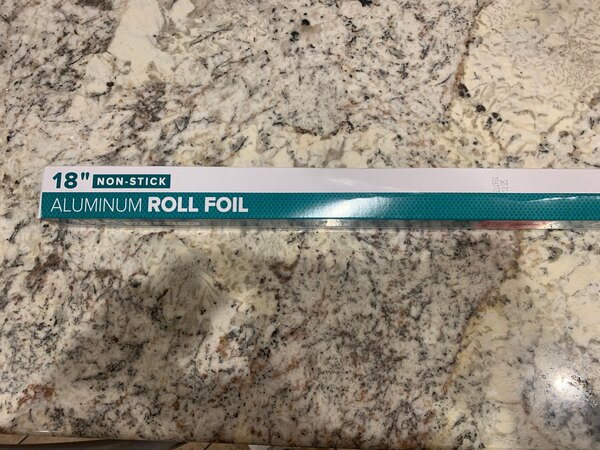 18" NON-STICK
ALUMINUM ROLL FOIL